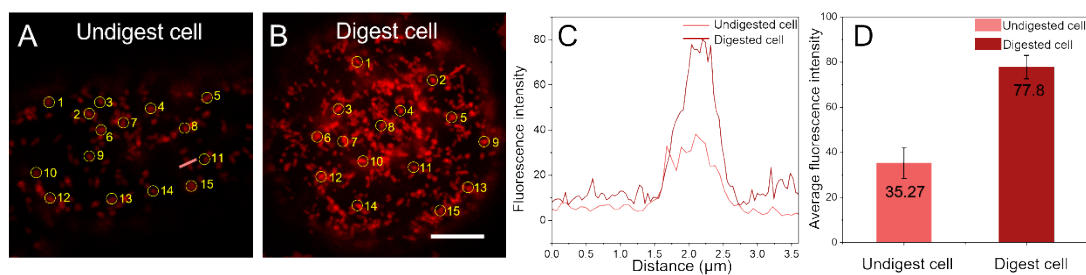 A
Undigest cell
1
3
2
4
5
6
7
8
9
10
11
12
13
14
15
B
Digest cell
1
2
3
4
5
6
7
8
9
10
11
12
13
14
15
C
Undigested cell
Digested cell
Fluorescence intensity
80
60
40
20
0
0.0 0.5 1.0 1.5 2.0 2.5 3.0 3.5
Distance (μm)
D
Undigested cell
Digested cell
Average fluorescence intensity
100
80
60
40
20
0
35.27
77.8
Undigest cell
Digest cell